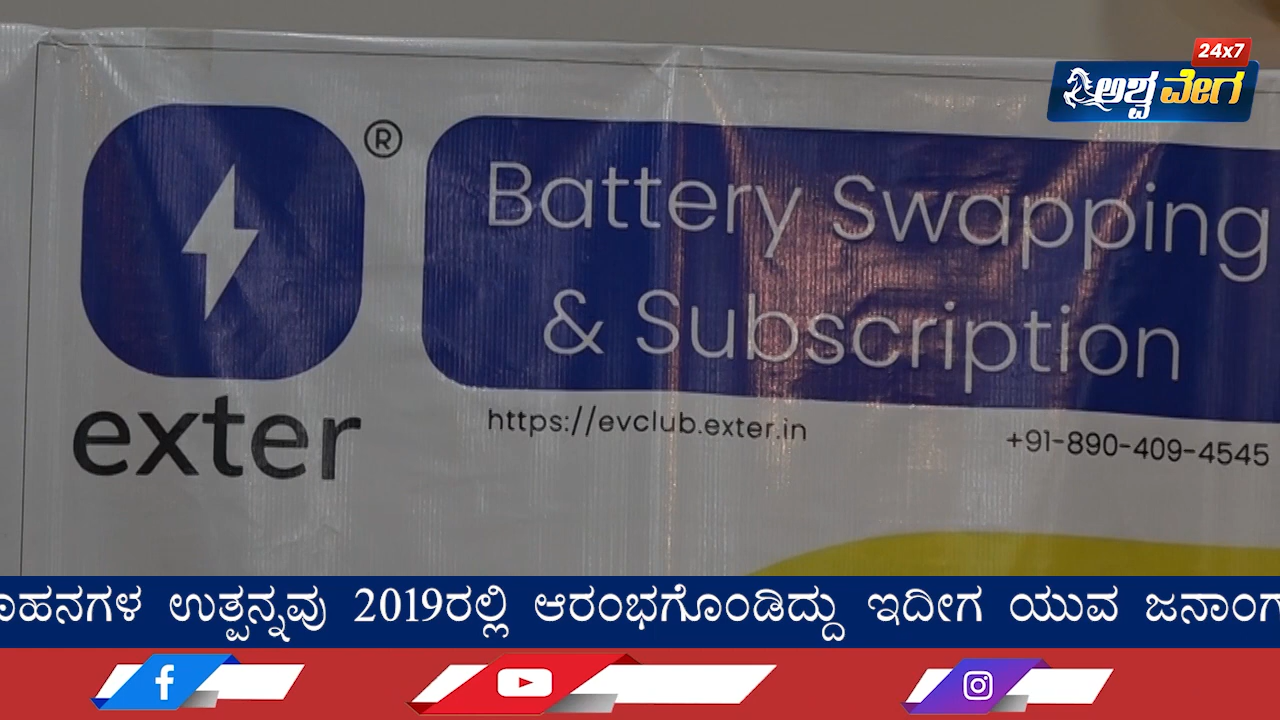 24x7
ಅಶ್ವವೇಗ
®
Battery Swapping
& Subscription
exter
https://evclub.exter.in
+91-890-409-4545
ಉತ್ಪನ್ನವು 2019ರಲ್ಲಿ ಆರಂಭಗೊಂಡಿದ್ದು ಇದೀಗ ಯುವ